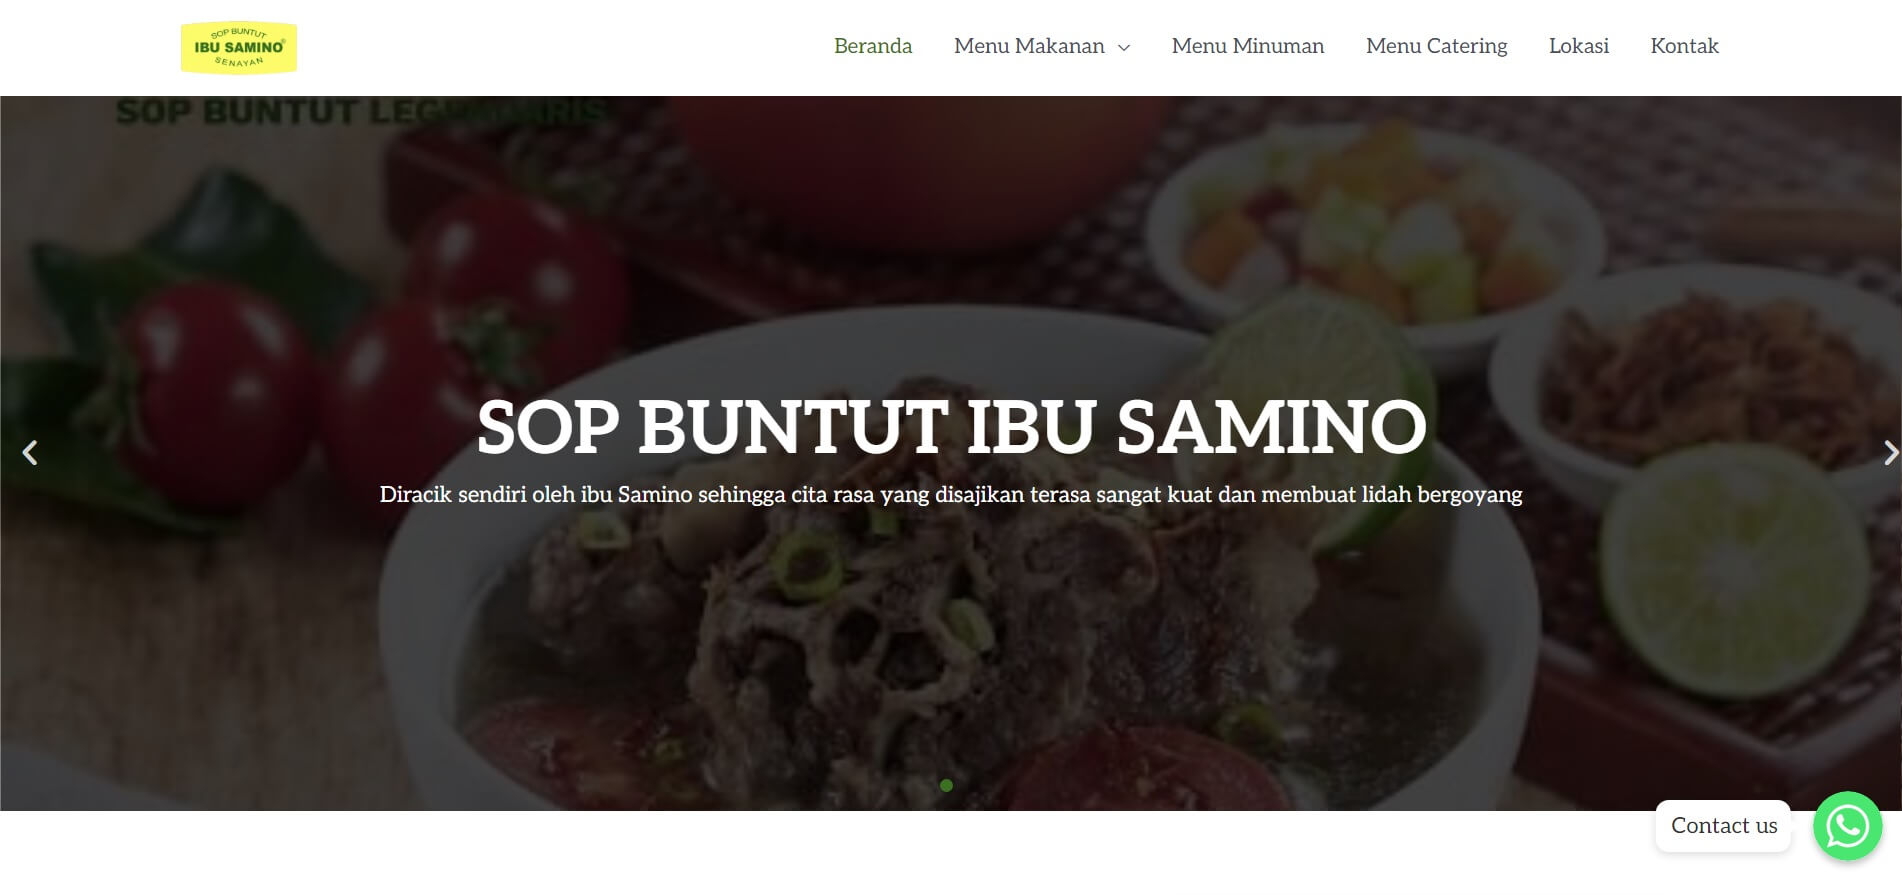 SOP BUNTUT
IBU SAMINO®
SENAYAN
Beranda
Menu Makanan
Menu Minuman
Menu Catering
Lokasi
Kontak
SOP BUNTUT
SOP BUNTUT IBU SAMINO
Diracik sendiri oleh ibu Samino sehingga cita rasa yang disajikan terasa sangat kuat dan membuat lidah bergoyang
Contact us